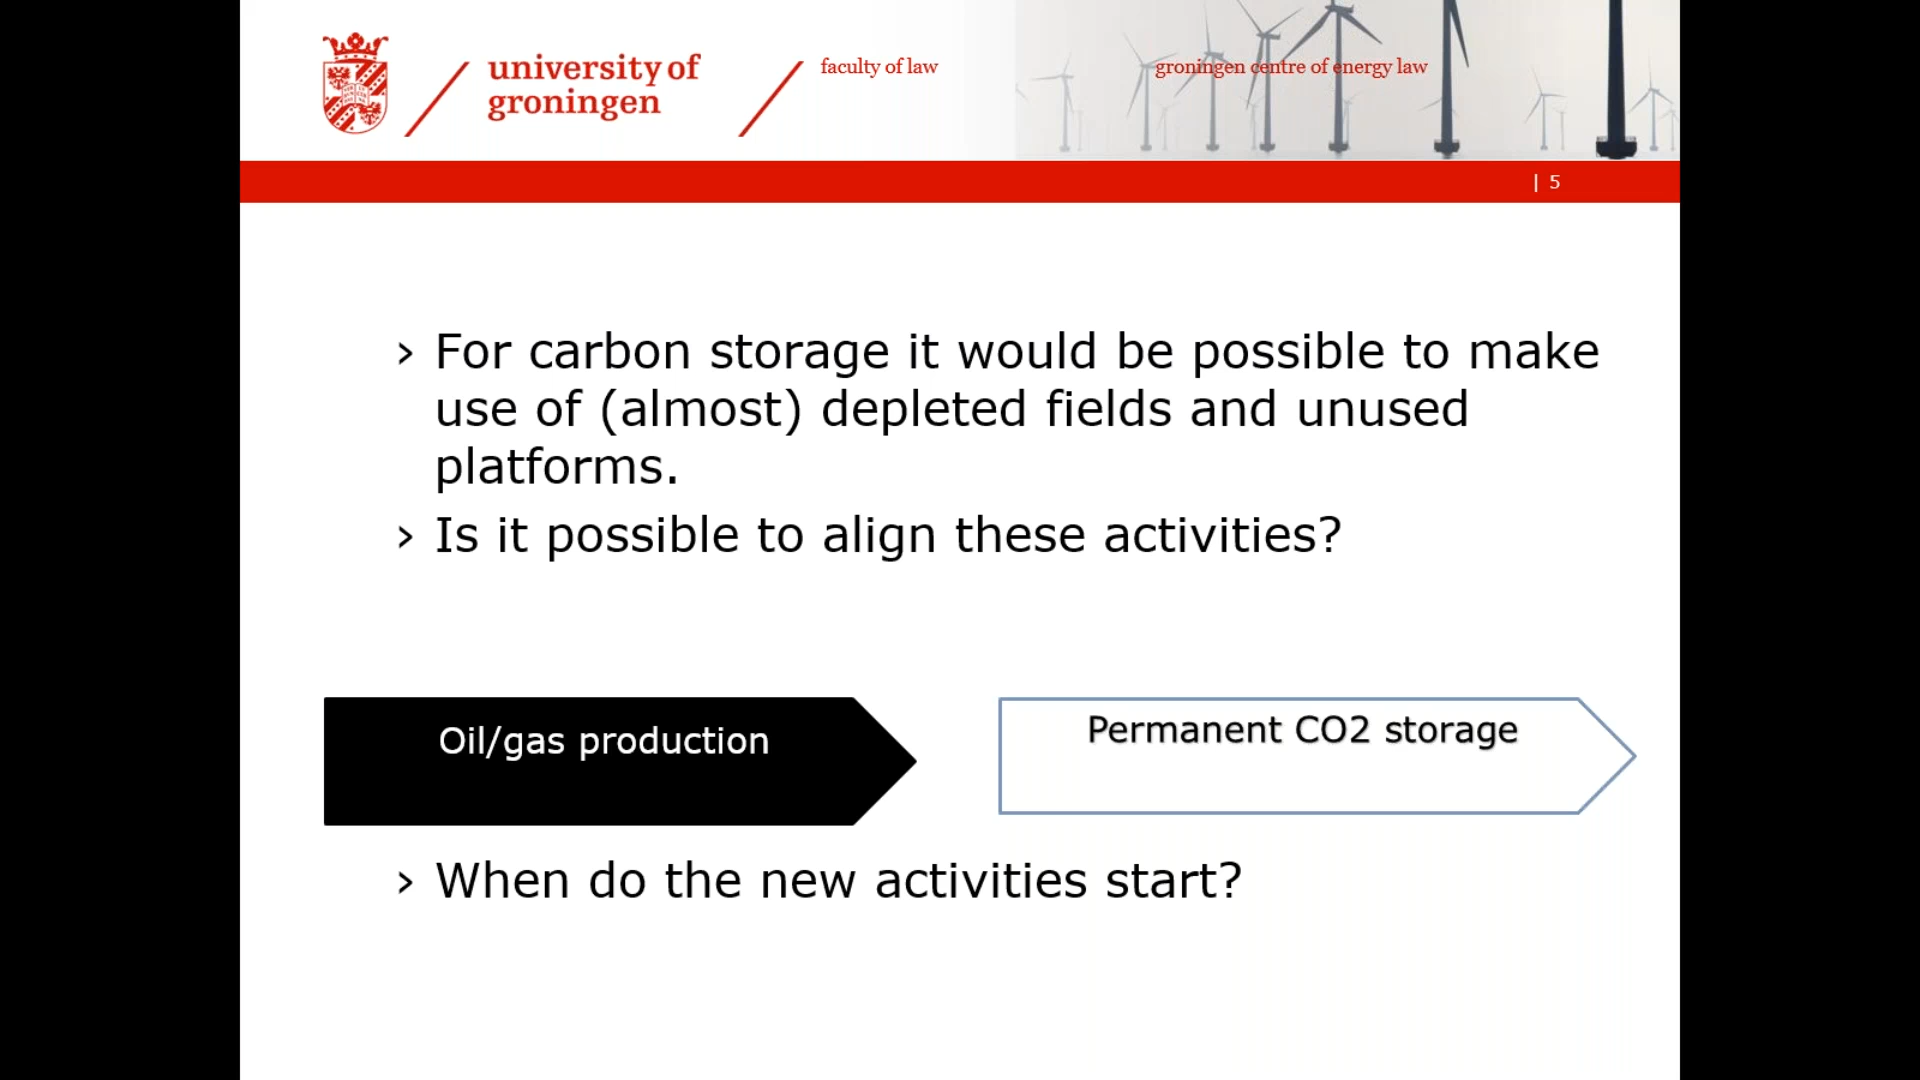 university of
groningen
faculty of law
groningen centre of energy law
| 5
› For carbon storage it would be possible to make
use of (almost) depleted fields and unused
platforms.
› Is it possible to align these activities?
Oil/gas production
Permanent CO2 storage
› When do the new activities start?